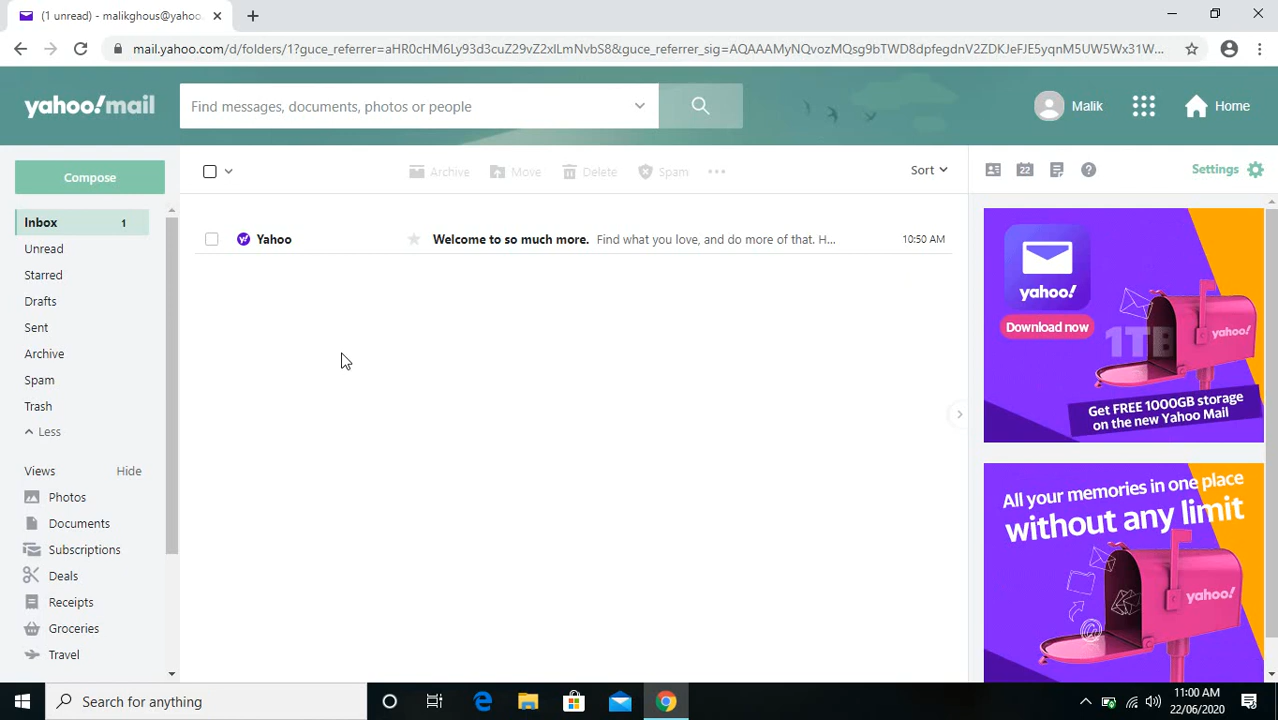 (1 unread) - malikghous@yahoo.
mail.yahoo.com/d/folders/1?guce_referrer=aHR0cHM6Ly93d3cuZ29vZ2xlLmNvbS8&guce_referrer_sig=AQAAAMyNQvozMQsg9bTWD8dpfegdnV2ZDKJeFJE5yqnM5UW5Wx31W...
yahoo!mail
Find messages, documents, photos or people
Malik
Home
Compose
Archive
Move
Delete
Spam
Sort
22
Settings
Inbox 1
Unread
Starred
Drafts
Sent
Archive
Spam
Trash
Less
Views Hide
Photos
Documents
Subscriptions
Deals
Receipts
Groceries
Travel
Yahoo Welcome to so much more. Find what you love, and do more of that. H... 10:50 AM
yahoo!
Download now
1TB
yahoo!
Get FREE 1000GB storage
on the new Yahoo Mail
All your memories in one place
without any limit
yahoo!
Search for anything
11:00 AM
22/06/2020